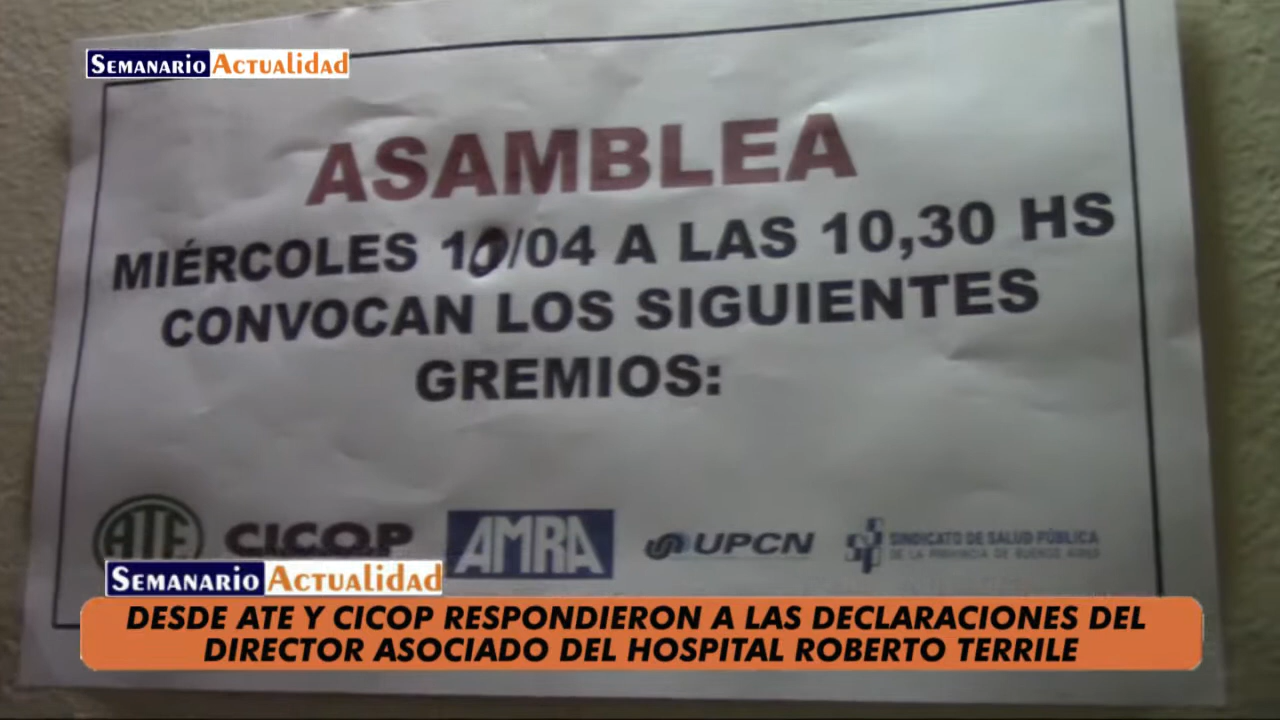 SEMANARIO ACTUALIDAD
ASAMBLEA
MIÉRCOLES 10/04 A LAS 10,30 HS
CONVOCAN LOS SIGUIENTES
GREMIOS:
ATE CICOP AMRA UPCN SINDICATO DE SALUD PÚBLICA
DE LA PROVINCIA DE BUENOS AIRES
SEMANARIO ACTUALIDAD
DESDE ATE Y CICOP RESPONDIERON A LAS DECLARACIONES DEL
DIRECTOR ASOCIADO DEL HOSPITAL ROBERTO TERRILE